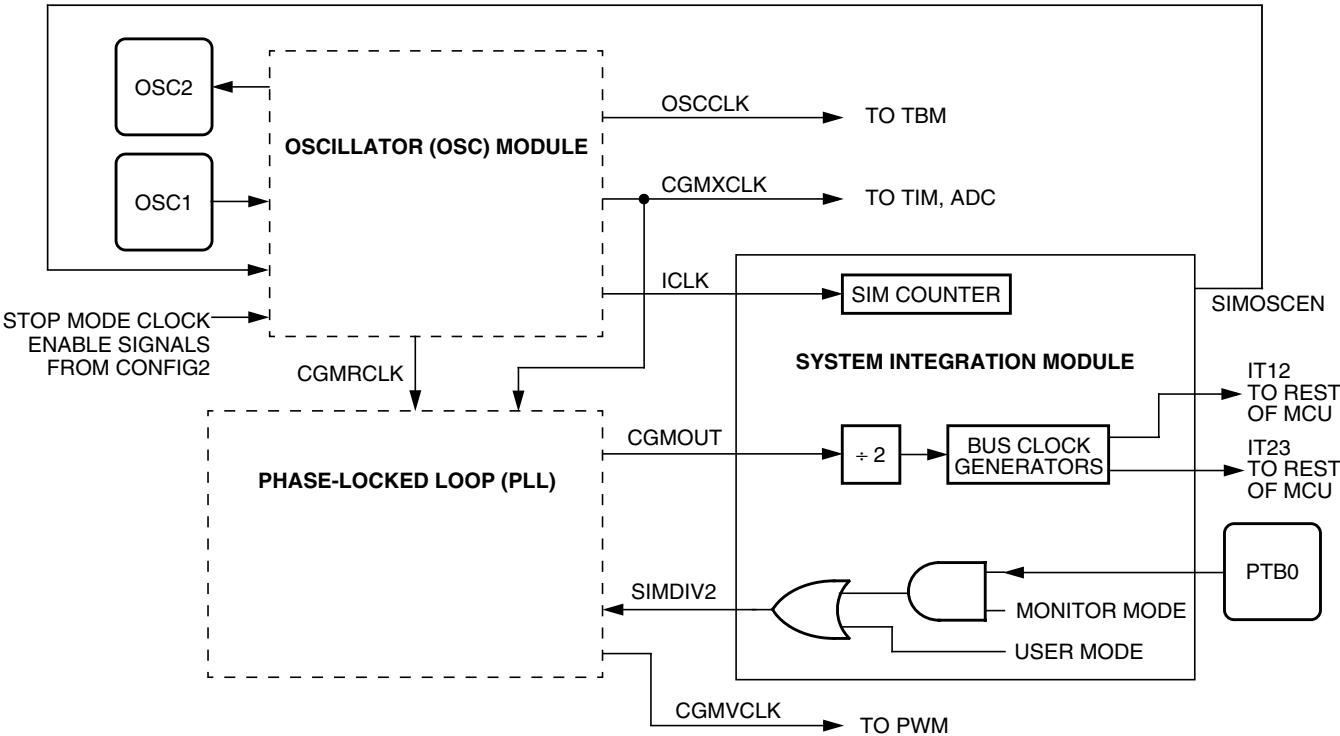 OSC2
OSCILLATOR (OSC) MODULE
OSC1
OSCCLK
TO TBM
CGMXCLK
TO TIM, ADC
ICLK
SIM COUNTER
SIMOSCEN
STOP MODE CLOCK
ENABLE SIGNALS
FROM CONFIG2
CGMRCLK
SYSTEM INTEGRATION MODULE
IT12
TO REST
OF MCU
CGMOUT
÷ 2
BUS CLOCK
GENERATORS
IT23
TO REST
OF MCU
PHASE-LOCKED LOOP (PLL)
PTB0
SIMDIV2
MONITOR MODE
USER MODE
CGMVCLK
TO PWM